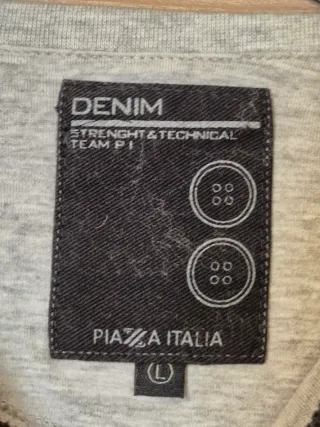 DENIM
STRENGHT & TECHNICAL
TEAM P I
PIAZZA ITALIA
L